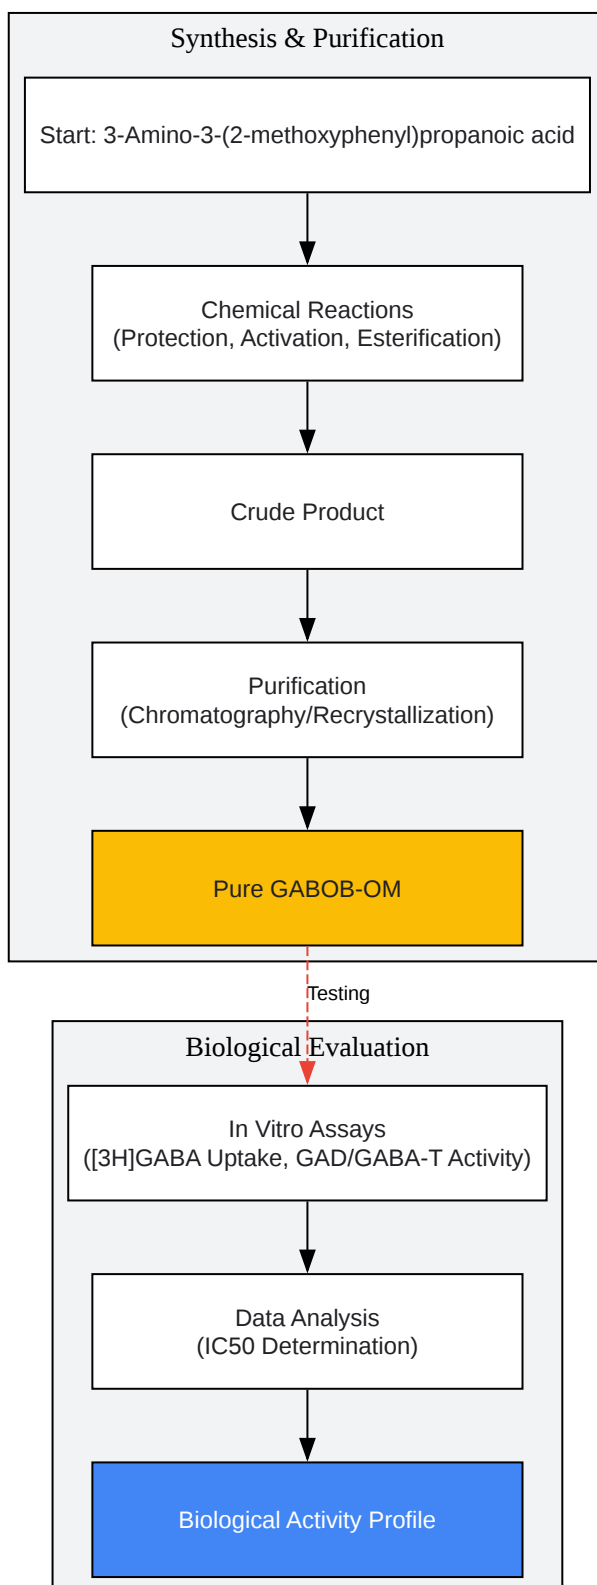 Synthesis & Purification
Start: 3-Amino-3-(2-methoxyphenyl)propanoic acid
Chemical Reactions
(Protection, Activation, Esterification)
Crude Product
Purification
(Chromatography/Recrystallization)
Pure GABOB-OM
Testing
Biological Evaluation
In Vitro Assays
([3H]GABA Uptake, GAD/GABA-T Activity)
Data Analysis
(IC50 Determination)
Biological Activity Profile